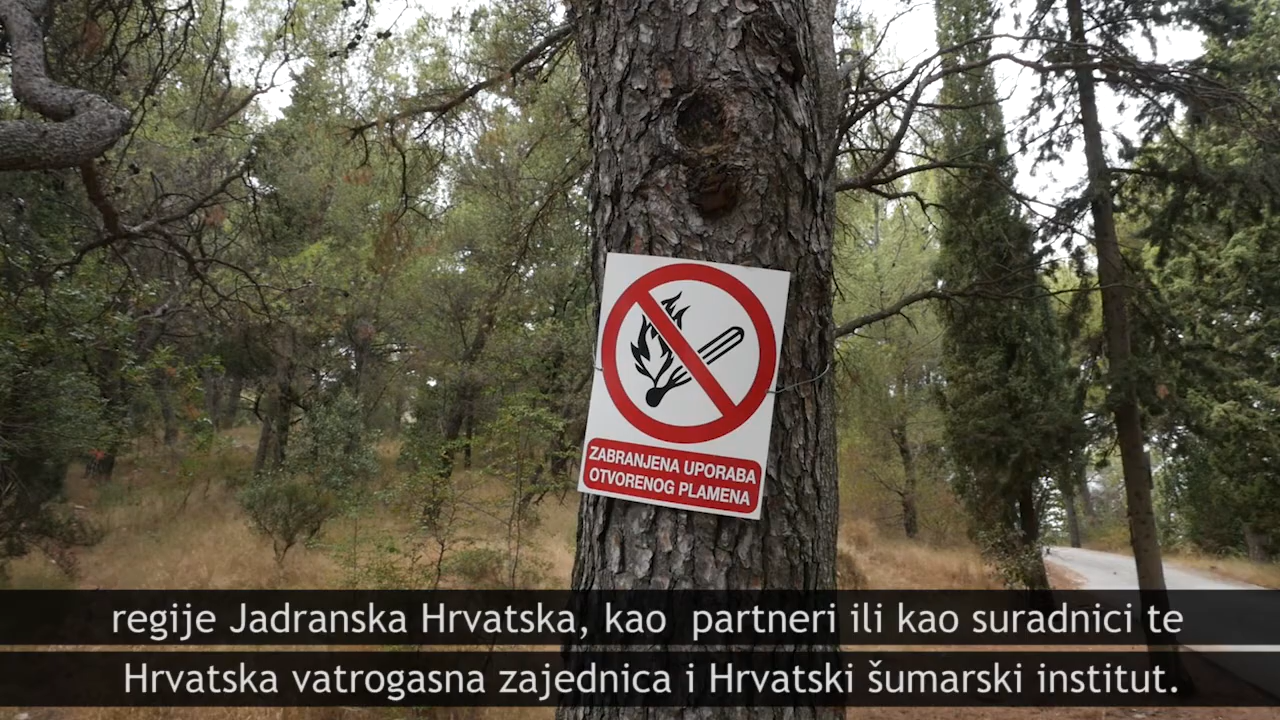 ZABRANJENA UPORABA
OTVORENOG PLAMENA
regije Jadranska Hrvatska, kao  partneri ili kao suradnici te
Hrvatska vatrogasna zajednica i Hrvatski šumarski institut.